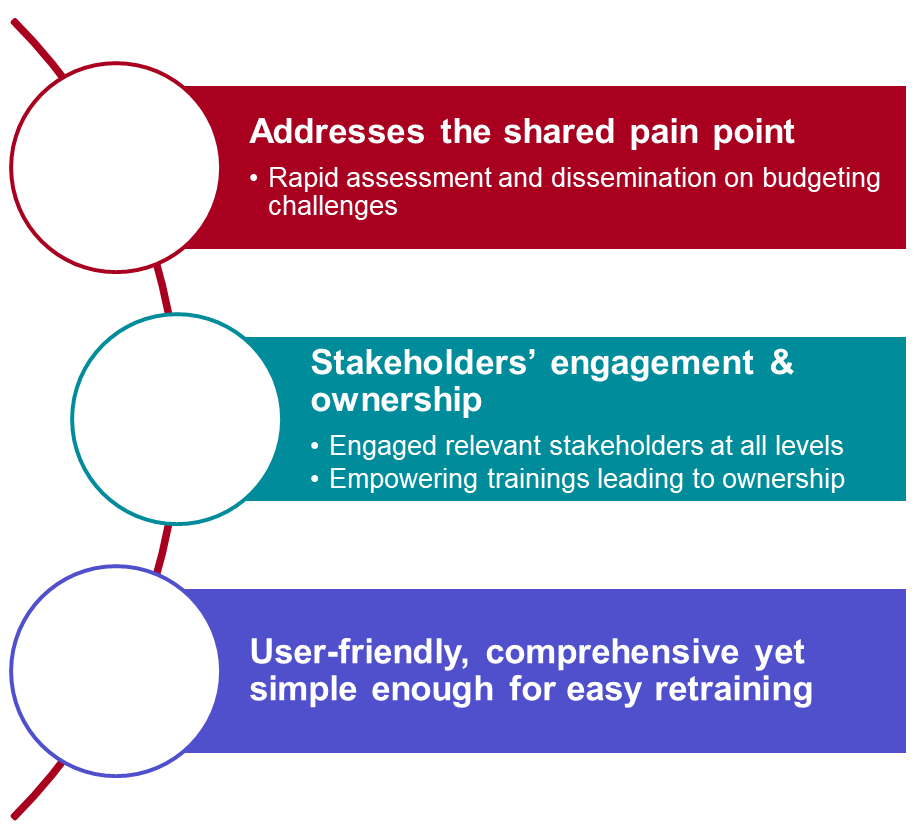 Addresses the shared pain point
• Rapid assessment and dissemination on budgeting
challenges
Stakeholders’ engagement &
ownership
• Engaged relevant stakeholders at all levels
• Empowering trainings leading to ownership
User-friendly, comprehensive yet
simple enough for easy retraining